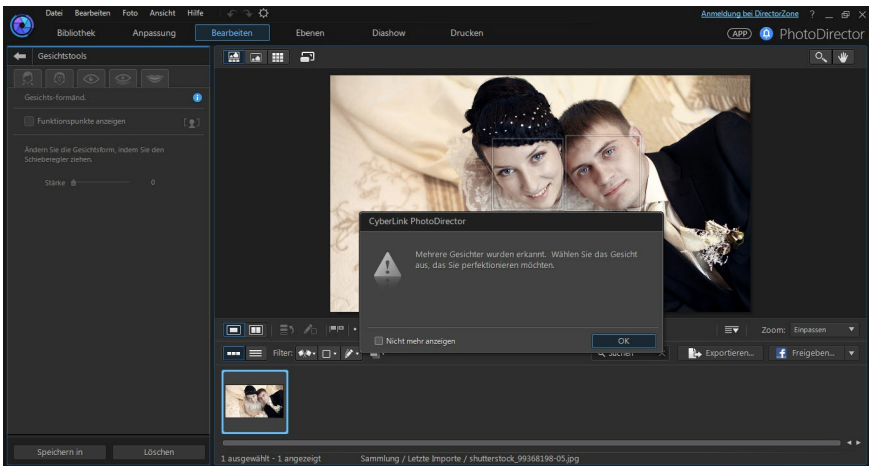 Datei Bearbeiten Foto Ansicht Hilfe
Anmeldung bei DirectorZone ?
Bibliothek Anpassung Bearbeiten Ebenen Diashow Drucken
APP PhotoDirector
Gesichtstools
Gesichts-formänd.
Funktionspunkte anzeigen
Ändern Sie die Gesichtsform, indem Sie den
Schieberegler ziehen.
Stärke 0
CyberLink PhotoDirector
Mehrere Gesichter wurden erkannt. Wählen Sie das Gesicht
aus, das Sie perfektionieren möchten.
Nicht mehr anzeigen OK
Zoom: Einpassen
Filter: Suchen Exportieren... Freigeben...
Speichern in Löschen
1 ausgewählt - 1 angezeigt Sammlung / Letzte Importe / shutterstock_99368198-05.jpg